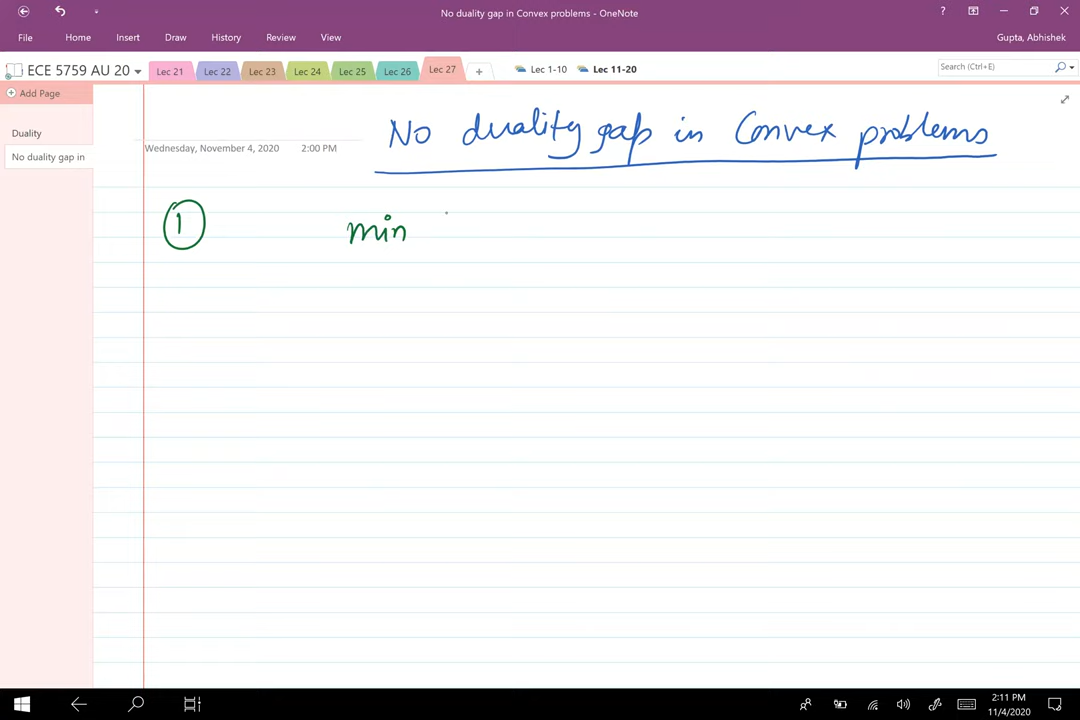 No duality gap in Convex problems - OneNote
?
File Home Insert Draw History Review View
Gupta, Abhishek
ECE 5759 AU 20
Lec 21 Lec 22 Lec 23 Lec 24 Lec 25 Lec 26 Lec 27 + Lec 1-10 Lec 11-20
Search (Ctrl+E)
Add Page
Duality
No duality gap in
No duality gap in Convex problems
Wednesday, November 4, 2020 2:00 PM
1 min
2:11 PM
11/4/2020